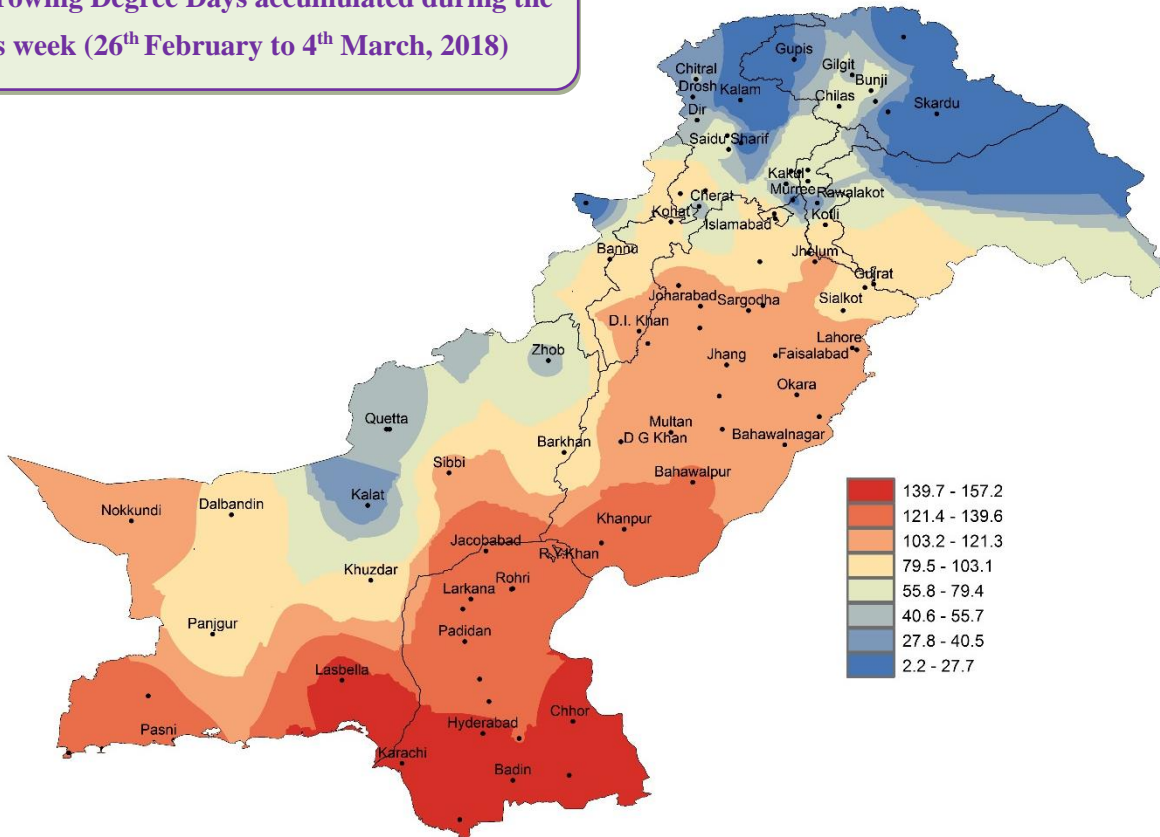 rowing Degree Days accumulated during the
s week (26th February to 4th March, 2018)
Gupis
Gilgit
Chitral
Bunji
Drosh
Kalam
Chilas
Skardu
Dir
Saidu Sharif
Kakul
Murree
Rawalakot
Cherat
Kohat
Islamabad
Kotli
Bannu
Jhelum
Gujrat
Joharabad
Sargodha
Sialkot
D.I. Khan
Lahore
Zhob
Jhang
Faisalabad
Okara
Quetta
Multan
Barkhan
D G Khan
Bahawalnagar
Sibbi
Bahawalpur
Kalat
Nokkundi
Dalbandin
Khanpur
Jacobabad
R.Y.Khan
Khuzdar
Rohri
Larkana
Panjgur
Padidan
Lasbella
Chhor
Pasni
Hyderabad
Karachi
Badin
139.7 - 157.2
121.4 - 139.6
103.2 - 121.3
79.5 - 103.1
55.8 - 79.4
40.6 - 55.7
27.8 - 40.5
2.2 - 27.7